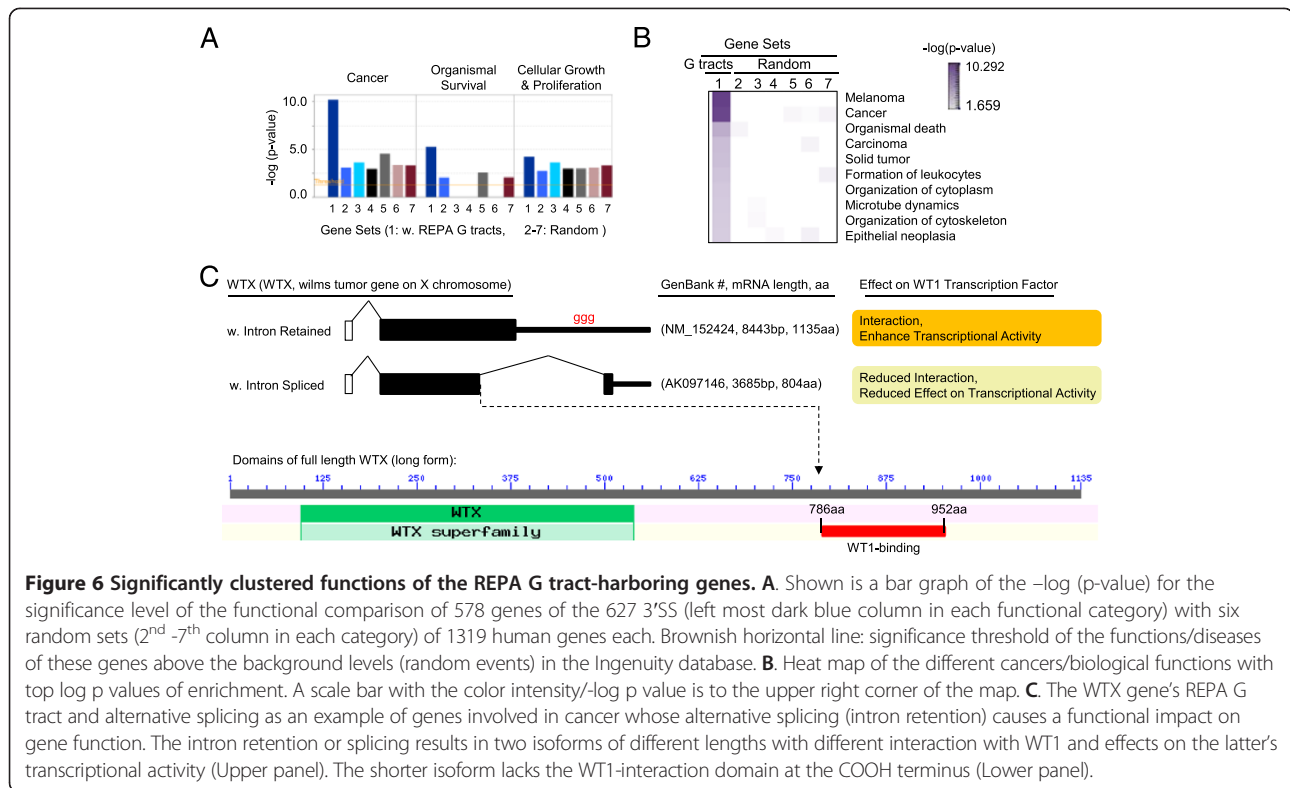 A
Cancer
Organismal
Survival
Cellular Growth
& Proliferation
-log (p-value)
10.0
5.0
0.0
Threshold
1 2 3 4 5 6 7 1 2 3 4 5 6 7 1 2 3 4 5 6 7
Gene Sets (1: w. REPA G tracts, 2-7: Random )
B
Gene Sets
G tracts Random
1 2 3 4 5 6 7
-log(p-value)
10.292
1.659
Melanoma
Cancer
Organismal death
Carcinoma
Solid tumor
Formation of leukocytes
Organization of cytoplasm
Microtube dynamics
Organization of cytoskeleton
Epithelial neoplasia
C
WTX (WTX, wilms tumor gene on X chromosome)
GenBank #, mRNA length, aa
Effect on WT1 Transcription Factor
w. Intron Retained
ggg
(NM_152424, 8443bp, 1135aa)
Interaction,
Enhance Transcriptional Activity
w. Intron Spliced
(AK097146, 3685bp, 804aa)
Reduced Interaction,
Reduced Effect on Transcriptional Activity
Domains of full length WTX (long form):
1 125 250 375 500 625 750 875 1000 1135
WTX
WTX superfamily
786aa 952aa
WT1-binding
Figure 6 Significantly clustered functions of the REPA G tract-harboring genes. A. Shown is a bar graph of the –log (p-value) for the
significance level of the functional comparison of 578 genes of the 627 3′SS (left most dark blue column in each functional category) with six
random sets (2nd -7th column in each category) of 1319 human genes each. Brownish horizontal line: significance threshold of the functions/diseases
of these genes above the background levels (random events) in the Ingenuity database. B. Heat map of the different cancers/biological functions with
top log p values of enrichment. A scale bar with the color intensity/-log p value is to the upper right corner of the map. C. The WTX gene's REPA G
tract and alternative splicing as an example of genes involved in cancer whose alternative splicing (intron retention) causes a functional impact on
gene function. The intron retention or splicing results in two isoforms of different lengths with different interaction with WT1 and effects on the latter's
transcriptional activity (Upper panel). The shorter isoform lacks the WT1-interaction domain at the COOH terminus (Lower panel).